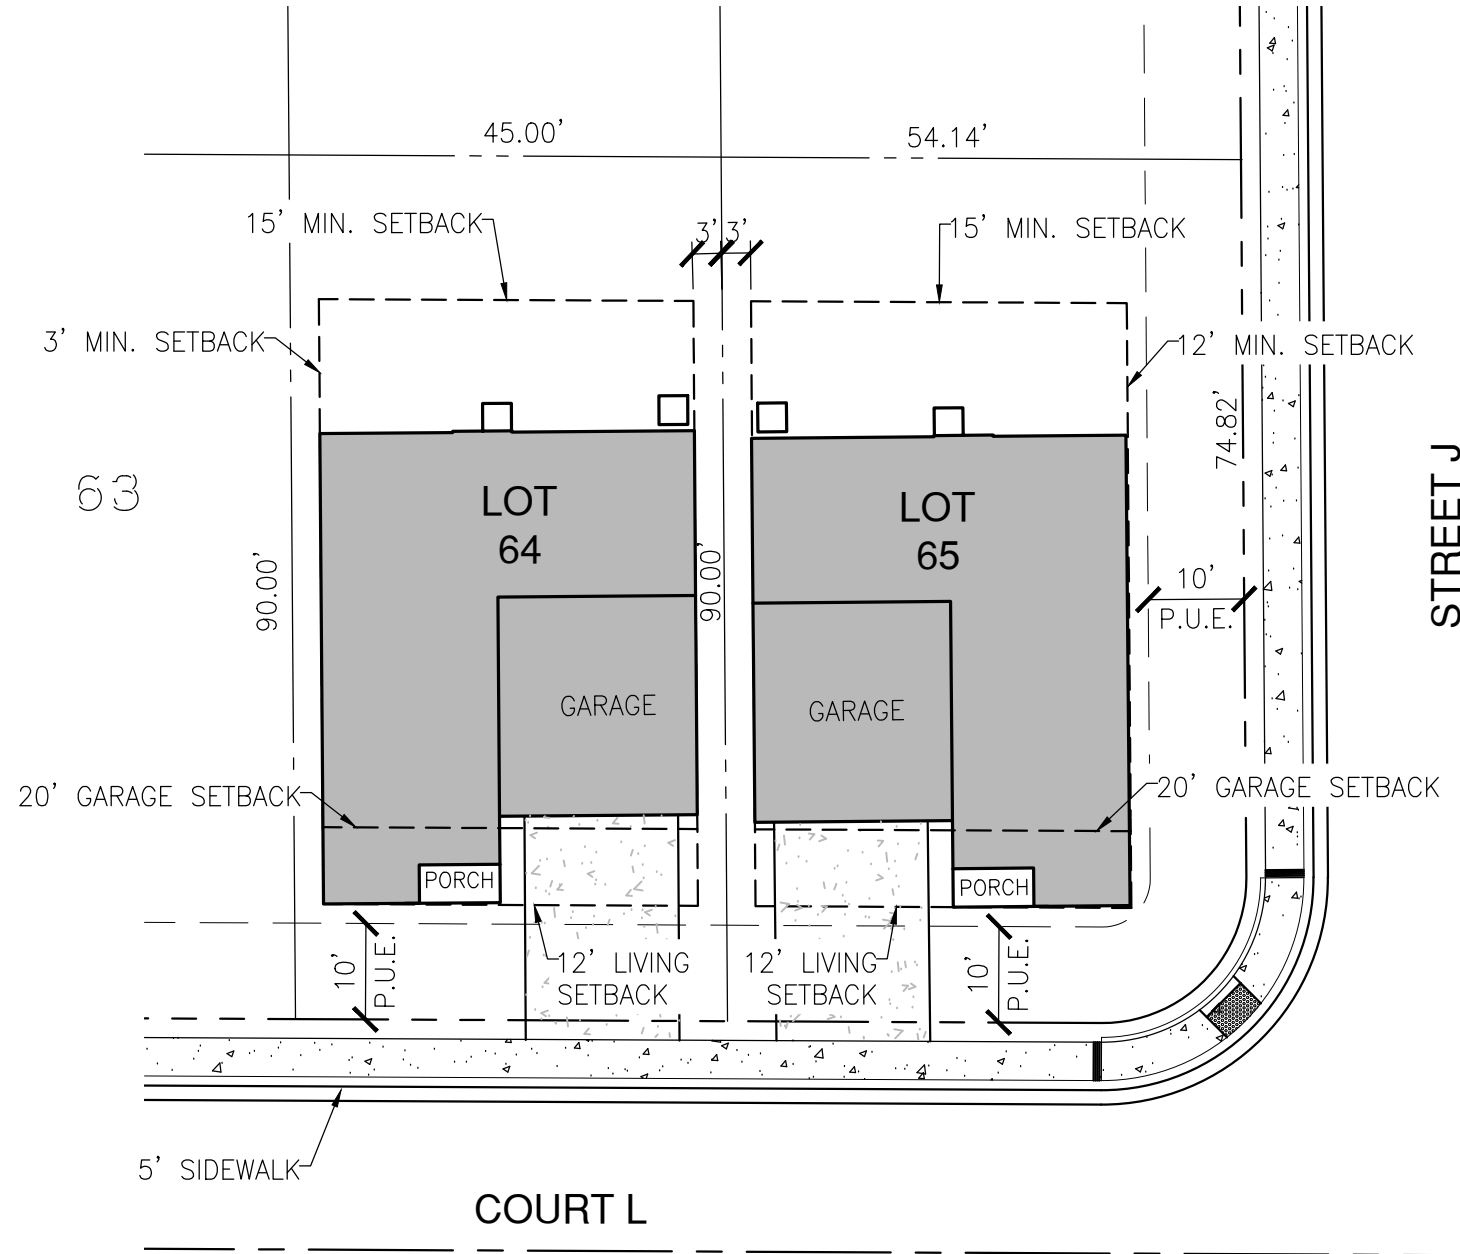 45.00'
54.14'
15' MIN. SETBACK
3' 3'
15' MIN. SETBACK
3' MIN. SETBACK
12' MIN. SETBACK
74.82'
STREET J
63
LOT
64
LOT
65
90.00'
90.00'
10'
P.U.E.
GARAGE
GARAGE
20' GARAGE SETBACK
20' GARAGE SETBACK
PORCH
PORCH
10'
P.U.E.
12' LIVING
SETBACK
12' LIVING
SETBACK
10'
P.U.E.
5' SIDEWALK
COURT L